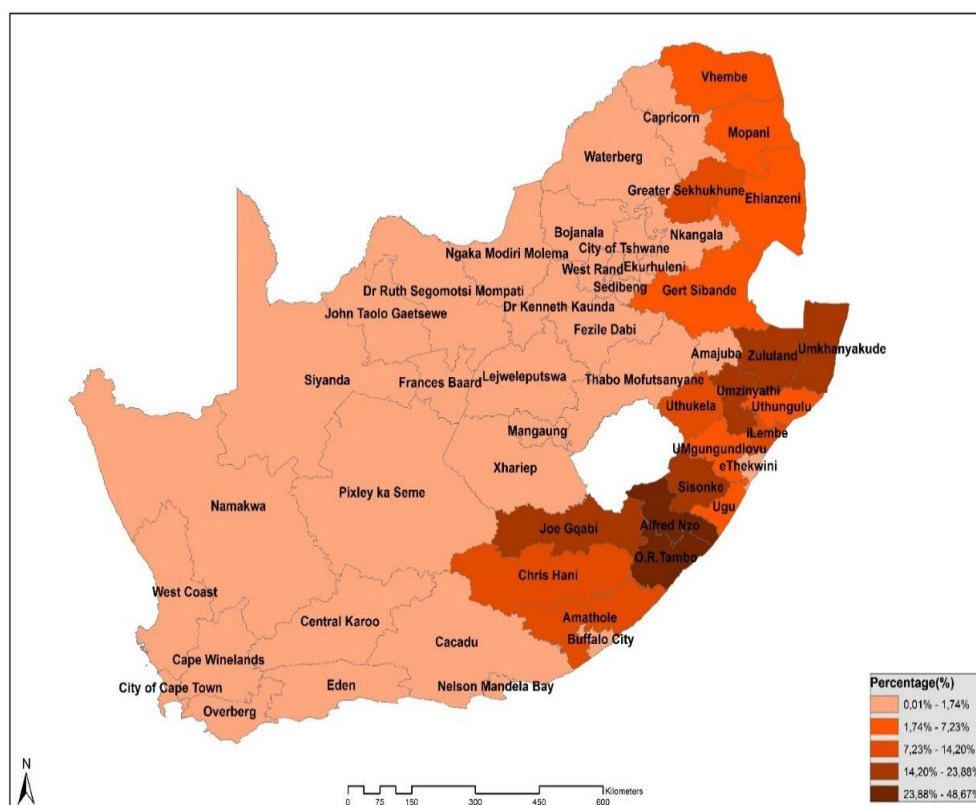 Vhembe
Capricorn
Mopani
Waterberg
Greater Sekhukhune
Ehlanzeni
Bojanala
Nkangala
City of Tshwane
Ngaka Modiri Molema
West Rand
Ekurhuleni
Sedibeng
Gert Sibande
Dr Ruth Segomotsi Mompati
Dr Kenneth Kaunda
John Taolo Gaetsewe
Fezile Dabi
Amajuba
Zululand
Umkhanyakude
Siyanda
Frances Baard
Lejweleputswa
Thabo Mofutsanyane
Umzinyathi
Uthukela
Uthungulu
Mangaung
iLembe
UMgungundlovu
eThekwini
Xhariep
Sisonke
Pixley ka Seme
Namakwa
Ugu
Joe Gqabi
Alfred Nzo
O.R.Tambo
Chris Hani
West Coast
Central Karoo
Amathole
Cacadu
Buffalo City
Cape Winelands
City of Cape Town
Eden
Nelson Mandela Bay
Overberg
Percentage(%)
0,01% - 1,74%
1,74% - 7,23%
7,23% - 14,20%
14,20% - 23,88%
23,88% - 48,67%
N
Kilometers
0 75 150 300 450 600